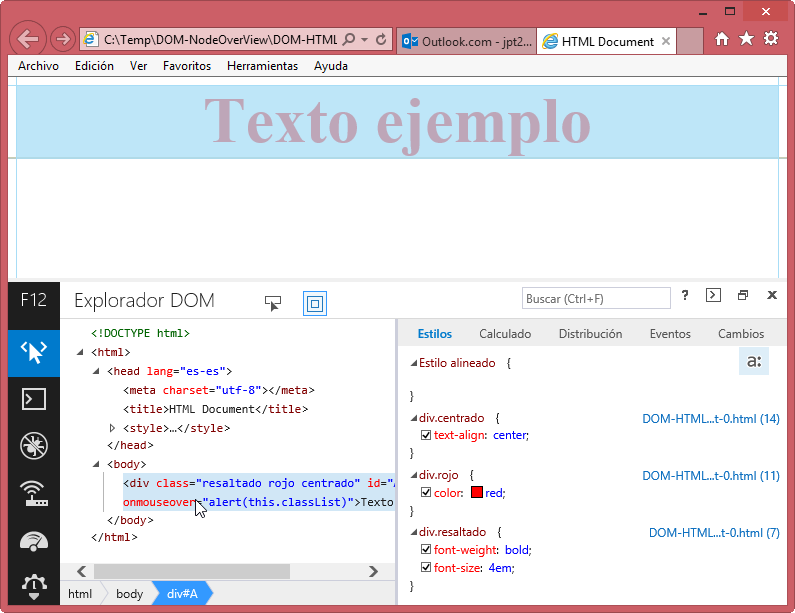 C:\Temp\DOM-NodeOverView\DOM-HTML
Outlook.com - jpt2...
HTML Document
Archivo Edición Ver Favoritos Herramientas Ayuda
Texto ejemplo
F12
Explorador DOM
Buscar (Ctrl+F)
?
<!DOCTYPE html>
<html>
<head lang="es-es">
<meta charset="utf-8"></meta>
<title>HTML Document</title>
<style>…</style>
</head>
<body>
<div class="resaltado rojo centrado" id="
onmouseover="alert(this.classList)">Texto
</body>
</html>
html body div#A
Estilos Calculado Distribución Eventos Cambios
Estilo alineado {
a:
}
div.centrado { DOM-HTML...t-0.html (14)
text-align: center;
}
div.rojo { DOM-HTML...t-0.html (11)
color: red;
}
div.resaltado { DOM-HTML...t-0.html (7)
font-weight: bold;
font-size: 4em;
}